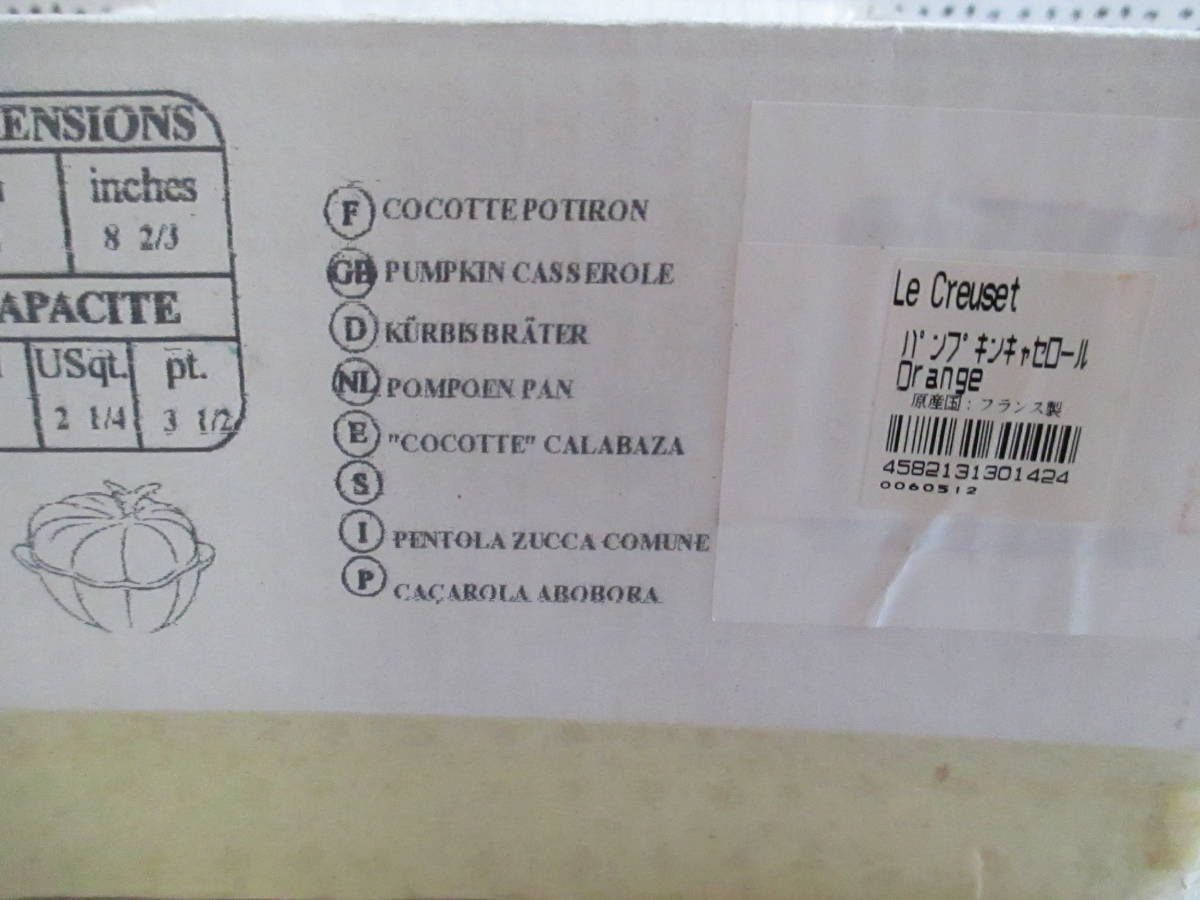 ENSIONS
inches
8 2/3
APACITE
USqt. pt.
2 1/4 3 1/2
F COCOTTE POTIRON
GB PUMPKIN CASSEROLE
D KÜRBISBRÄTER
NL POMPOEN PAN
E "COCOTTE" CALABAZA
S
I PENTOLA ZUCCA COMUNE
P CAÇAROLA ABOBORA
Le Creuset
パンプキンキャセロール
Orange
原産国:フランス製
4582131301424
0060512